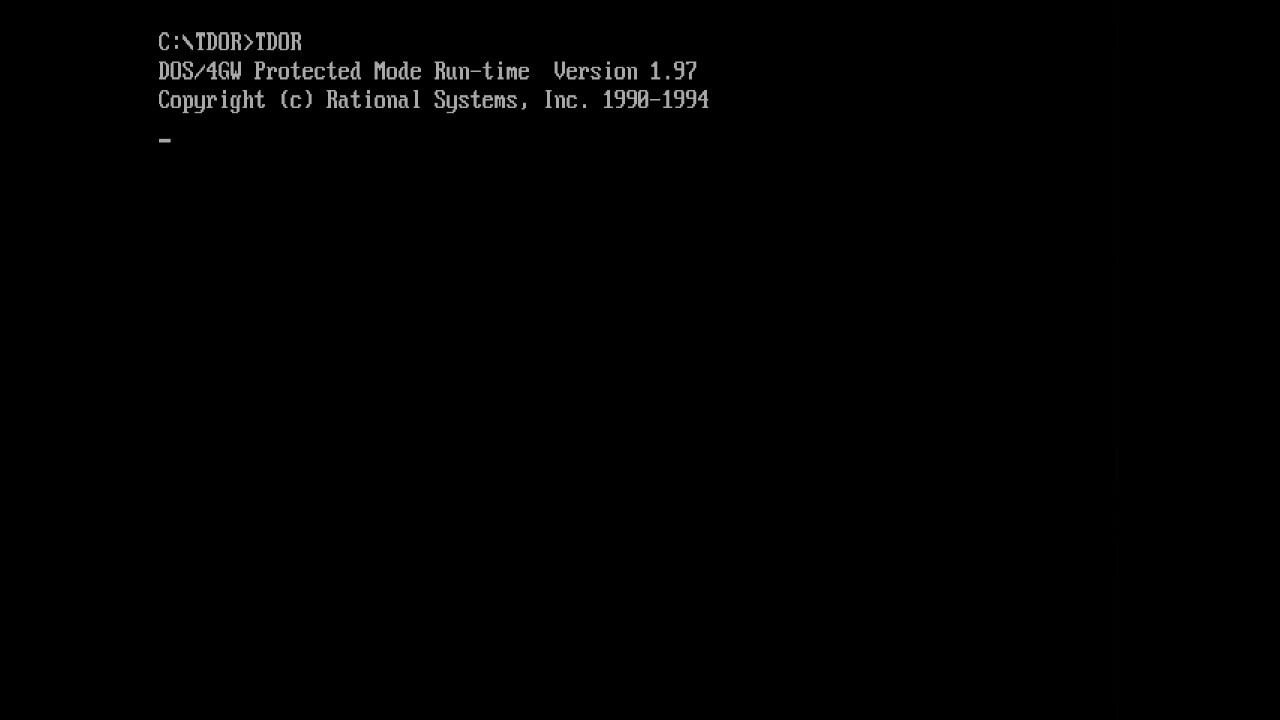 C:\TDOR>TDOR
DOS/4GW Protected Mode Run-time  Version 1.97
Copyright (c) Rational Systems, Inc. 1990-1994